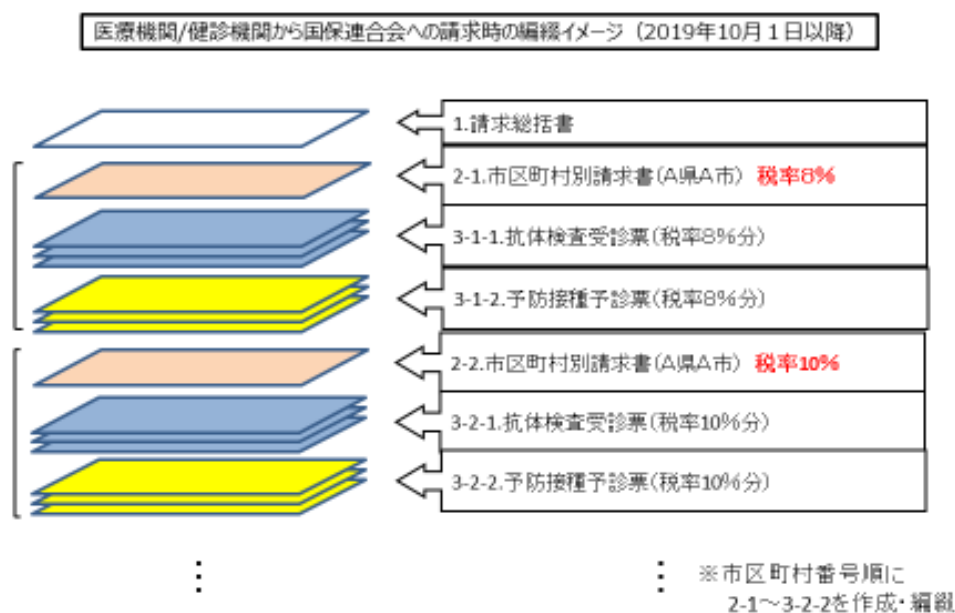 医療機関/健診機関から国保連合会への請求時の編綴イメージ（2019年10月１日以降）
1.請求総括書
2-1.市区町村別請求書(A県A市) 税率8%
3-1-1.抗体検査受診票(税率8%分)
3-1-2.予防接種予診票(税率8%分)
2-2.市区町村別請求書(A県A市) 税率10%
3-2-1.抗体検査受診票(税率10%分)
3-2-2.予防接種予診票(税率10%分)
※市区町村番号順に
2-1～3-2-2を作成・編綴